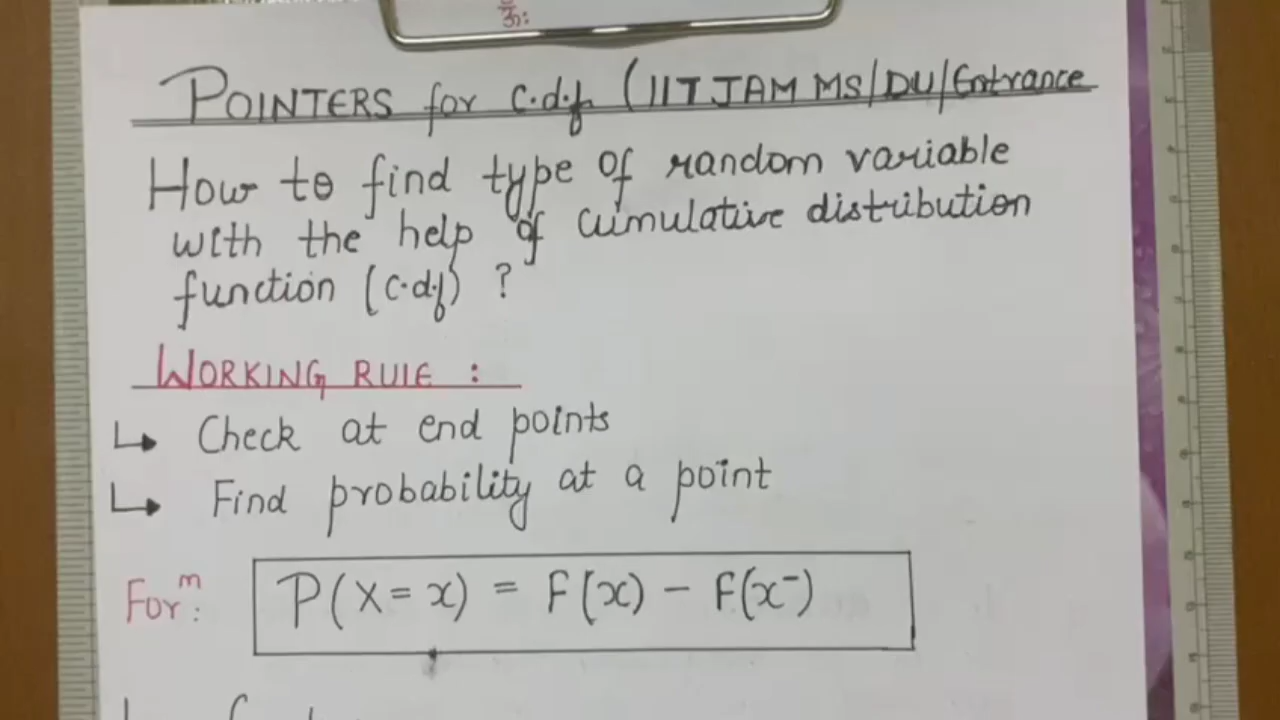 ॐ:
POINTERS for c.d.f. (IIT JAM MS/DU/Entrance
How to find type of random variable
with the help of cumulative distribution
function (c.d.f) ?
WORKING RULE :
↳ Check at end points
↳ Find probability at a point
Forᵐ: P(X = x) = F(x) - F(x⁻)